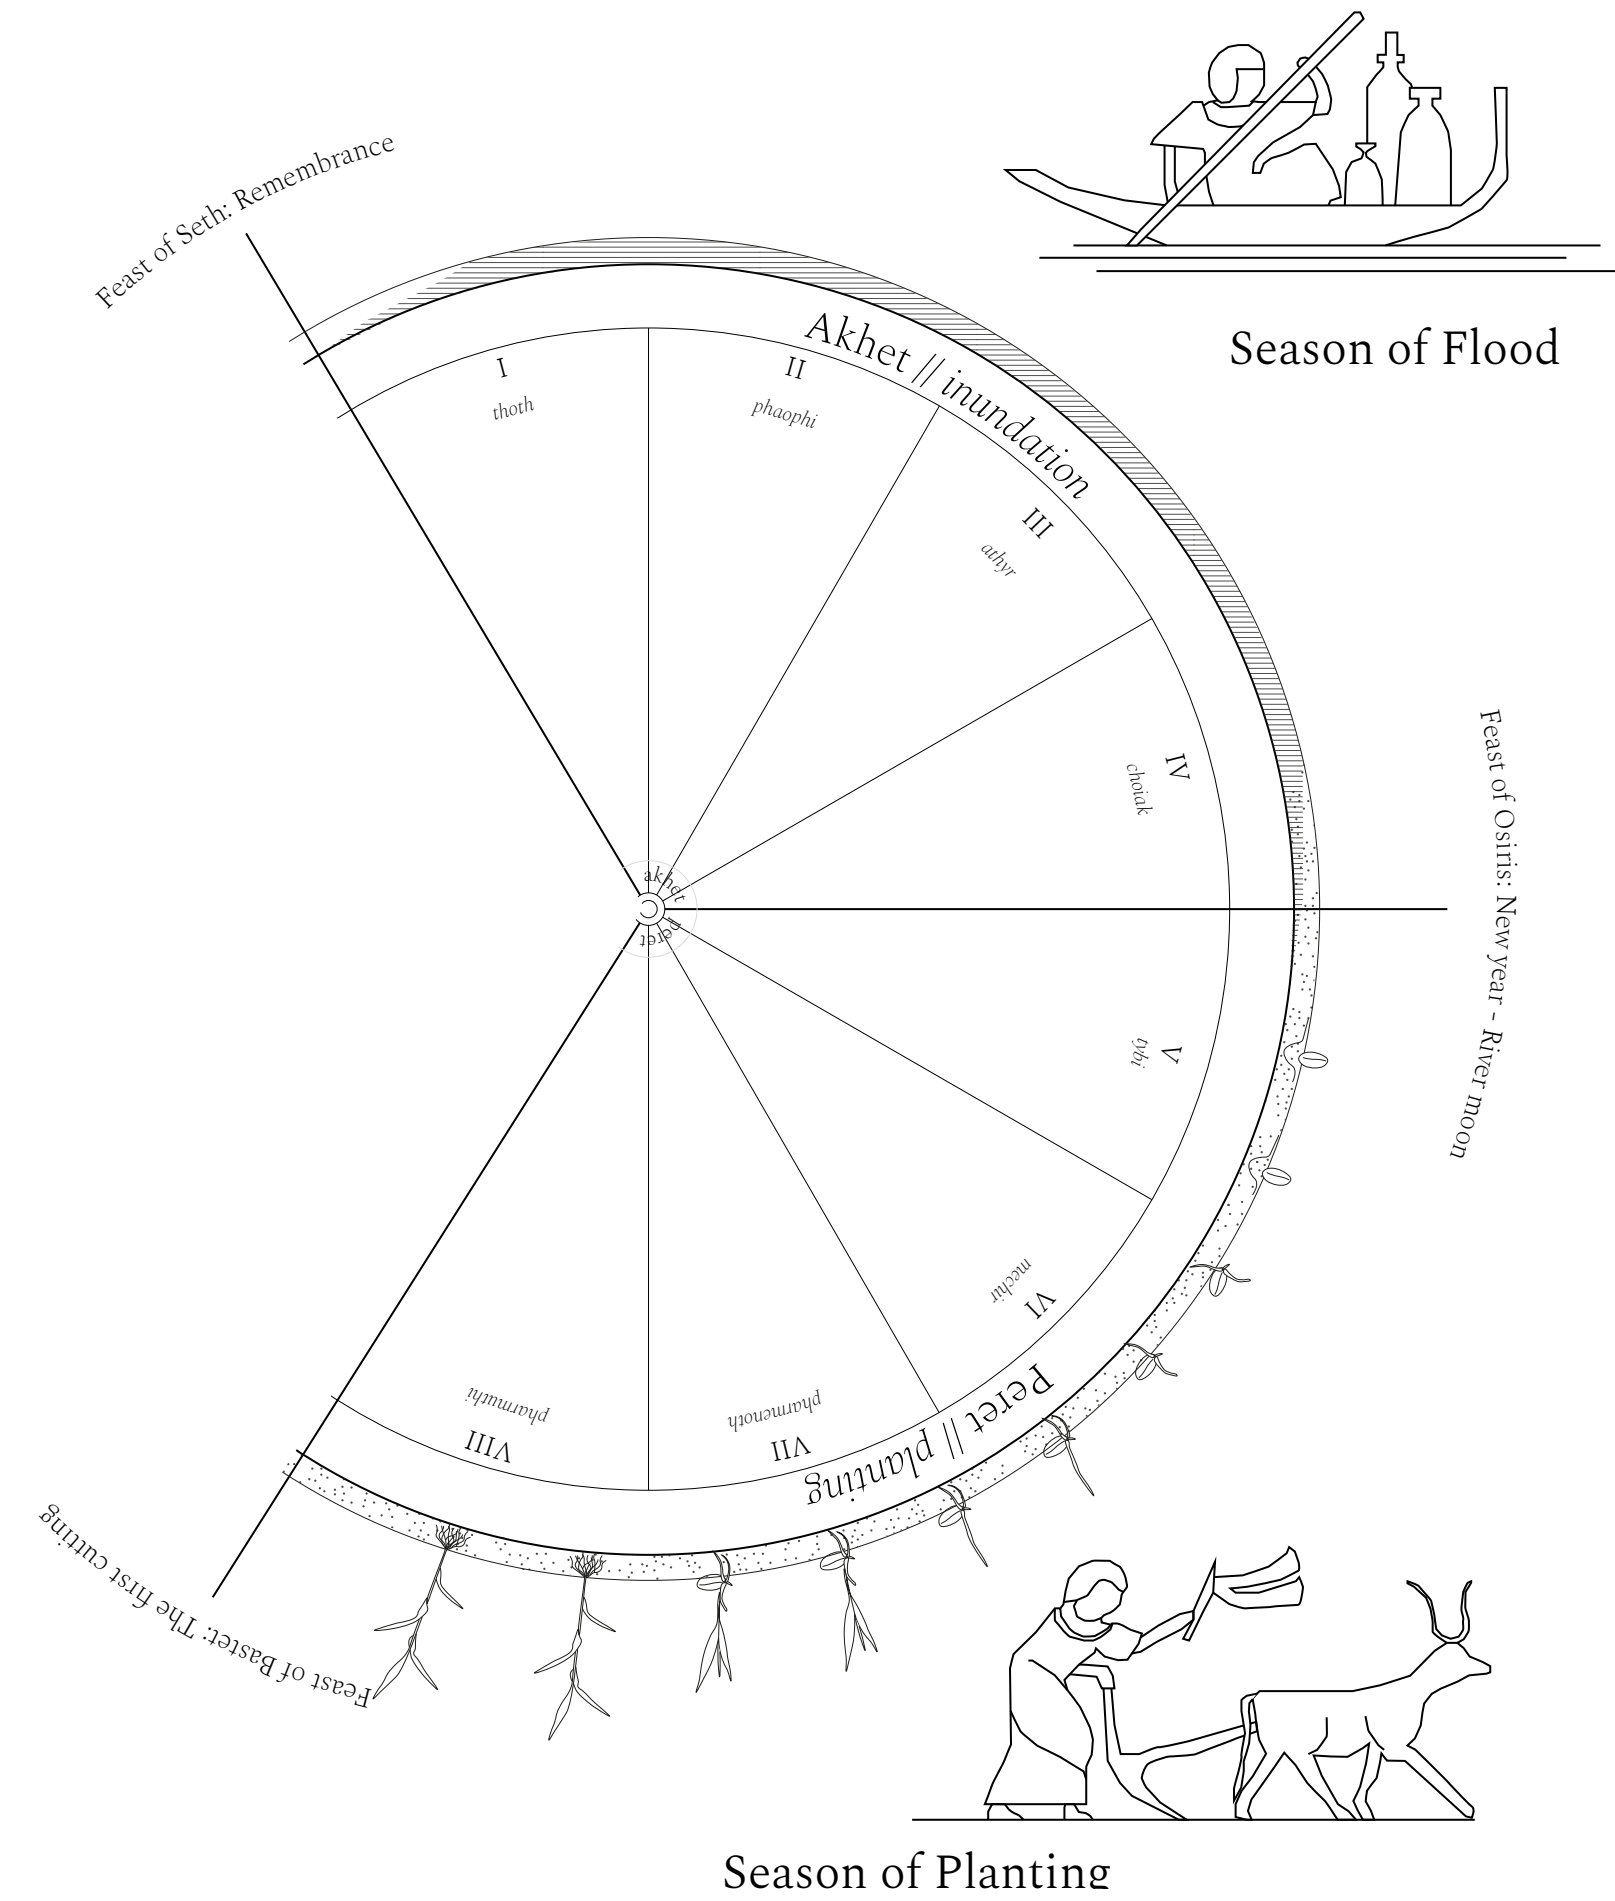 Feast of Seth: Remembrance
Season of Flood
Akhet || inundation
I
thoth
II
phaophi
III
athyr
IV
choiak
Feast of Osiris: New year - River moon
akhet
peret
V
tybi
VI
mechir
Peret || planting
VII
pharmenoth
VIII
pharmuthi
Feast of Bastet: The first cutting
Season of Planting